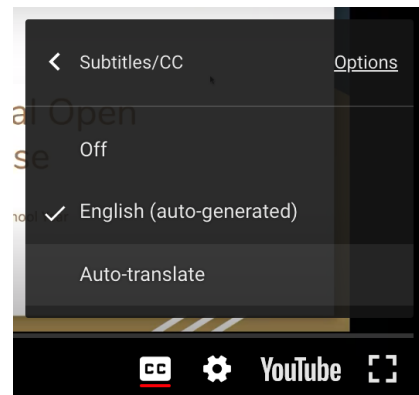 Subtitles/CC Options
al Open
se
Off
English (auto-generated)
Auto-translate
CC YouTube